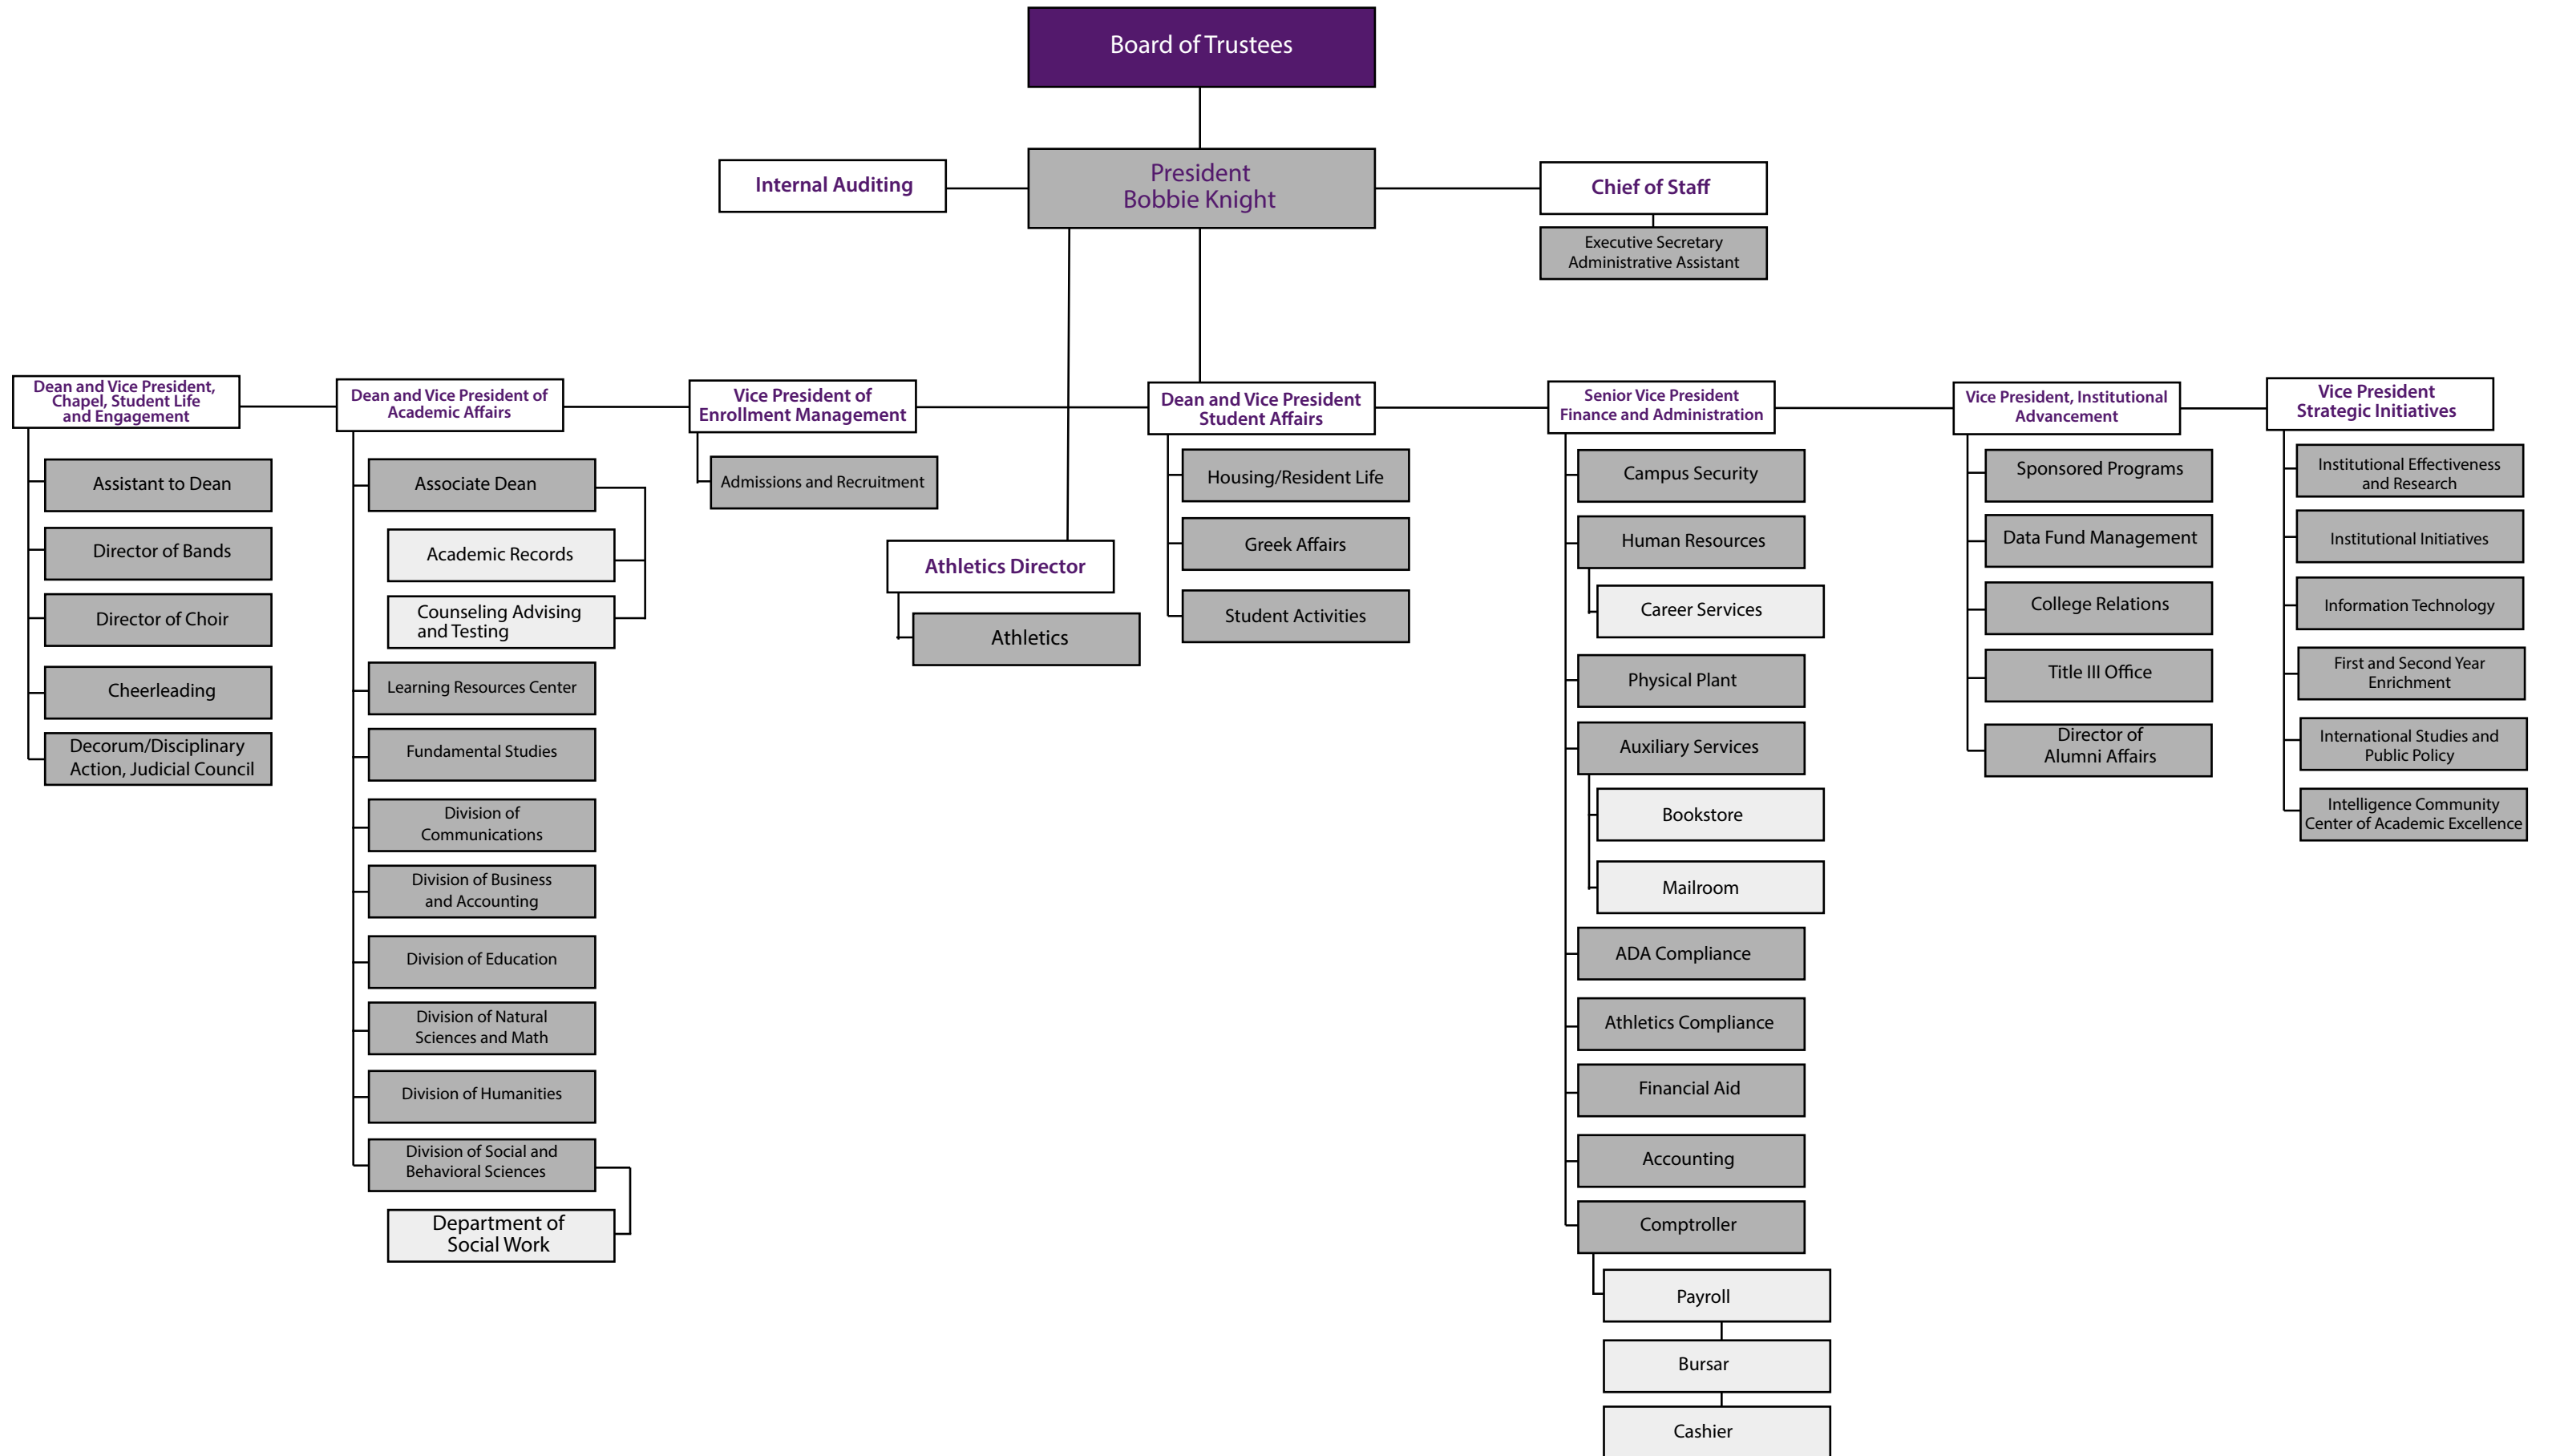 Board of Trustees
President
Bobbie Knight
Internal Auditing
Chief of Staff
Executive Secretary
Administrative Assistant
Dean and Vice President,
Chapel, Student Life
and Engagement
Assistant to Dean
Director of Bands
Director of Choir
Cheerleading
Decorum/Disciplinary
Action, Judicial Council
Dean and Vice President of
Academic Affairs
Associate Dean
Academic Records
Counseling Advising
and Testing
Learning Resources Center
Fundamental Studies
Division of
Communications
Division of Business
and Accounting
Division of Education
Division of Natural
Sciences and Math
Division of Humanities
Division of Social and
Behavioral Sciences
Department of
Social Work
Vice President of
Enrollment Management
Admissions and Recruitment
Athletics Director
Athletics
Dean and Vice President
Student Affairs
Housing/Resident Life
Greek Affairs
Student Activities
Senior Vice President
Finance and Administration
Campus Security
Human Resources
Career Services
Physical Plant
Auxiliary Services
Bookstore
Mailroom
ADA Compliance
Athletics Compliance
Financial Aid
Accounting
Comptroller
Payroll
Bursar
Cashier
Vice President, Institutional
Advancement
Sponsored Programs
Data Fund Management
College Relations
Title III Office
Director of
Alumni Affairs
Vice President
Strategic Initiatives
Institutional Effectiveness
and Research
Institutional Initiatives
Information Technology
First and Second Year
Enrichment
International Studies and
Public Policy
Intelligence Community
Center of Academic Excellence